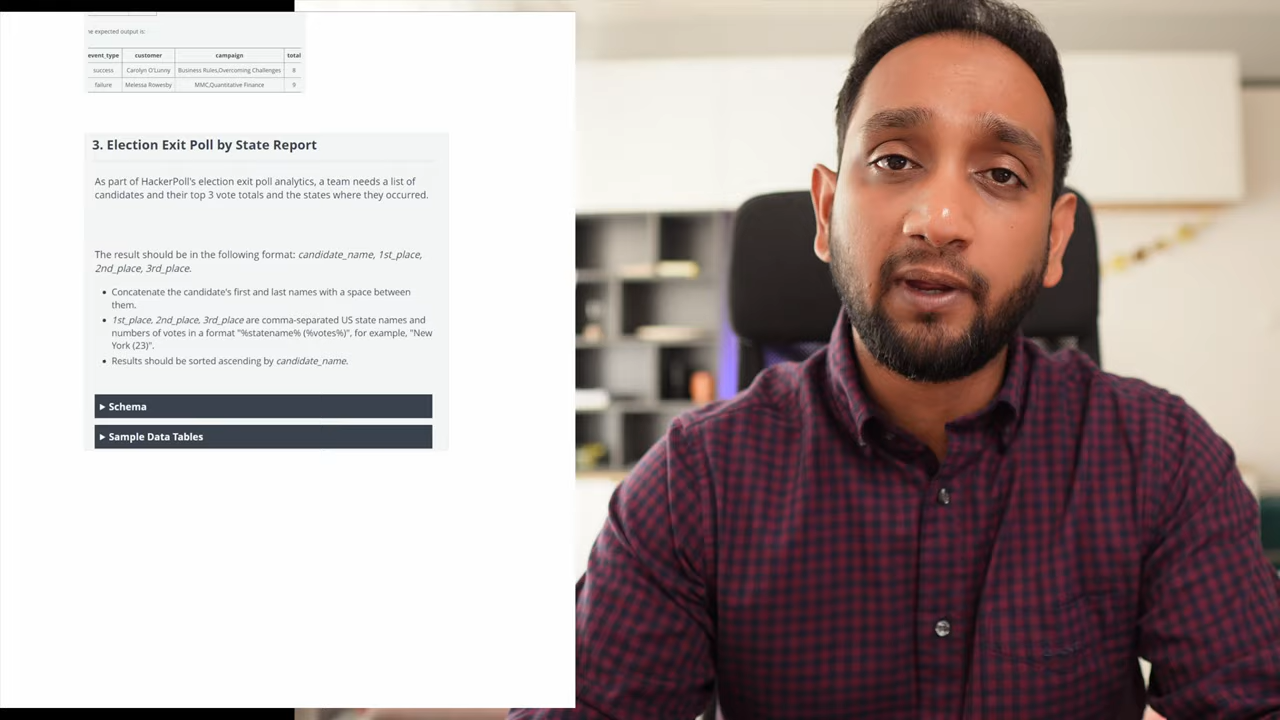 expected output is:
event_type customer campaign total
success Carolyn O'Lunny Business Rules,Overcoming Challenges 8
failure Melessa Rowesby MMC,Quantitative Finance 9
3. Election Exit Poll by State Report
As part of HackerPoll's election exit poll analytics, a team needs a list of
candidates and their top 3 vote totals and the states where they occurred.
The result should be in the following format: candidate_name, 1st_place,
2nd_place, 3rd_place.
• Concatenate the candidate's first and last names with a space between
them.
• 1st_place, 2nd_place, 3rd_place are comma-separated US state names and
numbers of votes in a format "%statename% (%votes%)", for example, "New
York (23)".
• Results should be sorted ascending by candidate_name.
▶ Schema
▶ Sample Data Tables